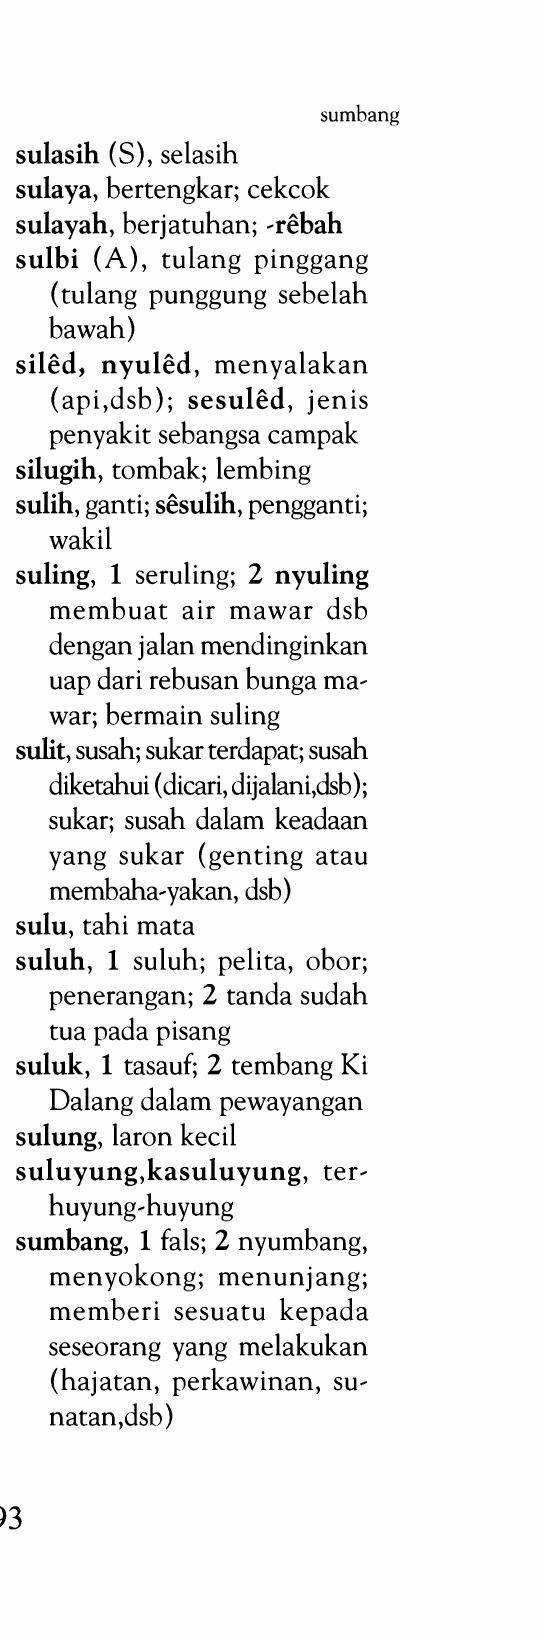 sumbang
sulasih (S), selasih
sulaya, bertengkar; cekcok
sulayah, berjatuhan; -rêbah
sulbi (A), tulang pinggang
(tulang punggung sebelah
bawah)
silêd, nyulêd, menyalakan
(api,dsb); sesulêd, jenis
penyakit sebangsa campak
silugih, tombak; lembing
sulih, ganti; sêsulih, pengganti;
wakil
suling, 1 seruling; 2 nyuling
membuat air mawar dsb
dengan jalan mendinginkan
uap dari rebusan bunga ma-
war; bermain suling
sulit, susah; sukar terdapat; susah
diketahui (dicari, dijalani,dsb);
sukar; susah dalam keadaan
yang sukar (genting atau
membaha-yakan, dsb)
sulu, tahi mata
suluh, 1 suluh; pelita, obor;
penerangan; 2 tanda sudah
tua pada pisang
suluk, 1 tasauf; 2 tembang Ki
Dalang dalam pewayangan
sulung, laron kecil
suluyung,kasuluyung, ter-
huyung-huyung
sumbang, 1 fals; 2 nyumbang,
menyokong; menunjang;
memberi sesuatu kepada
seseorang yang melakukan
(hajatan, perkawinan, su-
natan,dsb)
93